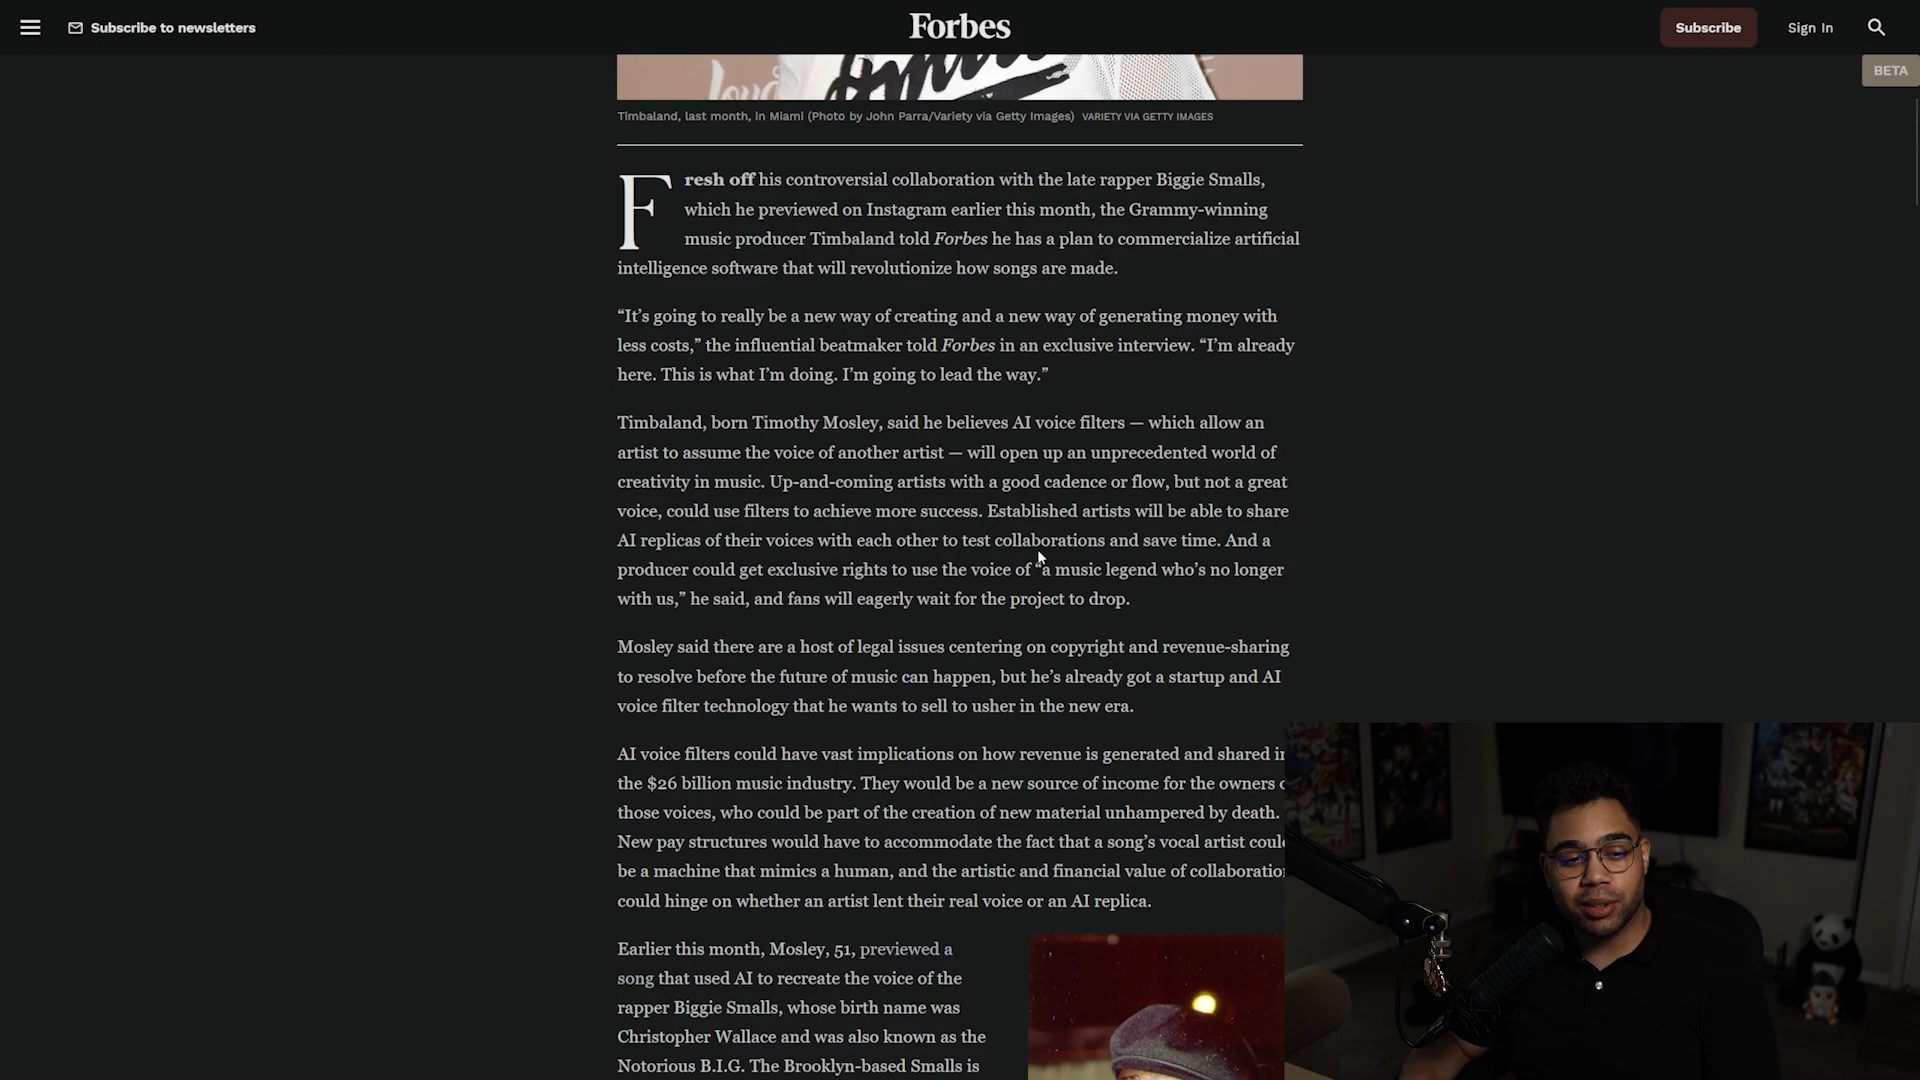 Subscribe to newsletters
Forbes
Subscribe
Sign In
BETA
Timbaland, last month, in Miami (Photo by John Parra/Variety via Getty Images) VARIETY VIA GETTY IMAGES
Fresh off his controversial collaboration with the late rapper Biggie Smalls,
which he previewed on Instagram earlier this month, the Grammy-winning
music producer Timbaland told Forbes he has a plan to commercialize artificial
intelligence software that will revolutionize how songs are made.
“It’s going to really be a new way of creating and a new way of generating money with
less costs,” the influential beatmaker told Forbes in an exclusive interview. “I’m already
here. This is what I’m doing. I’m going to lead the way.”
Timbaland, born Timothy Mosley, said he believes AI voice filters — which allow an
artist to assume the voice of another artist — will open up an unprecedented world of
creativity in music. Up-and-coming artists with a good cadence or flow, but not a great
voice, could use filters to achieve more success. Established artists will be able to share
AI replicas of their voices with each other to test collaborations and save time. And a
producer could get exclusive rights to use the voice of “a music legend who’s no longer
with us,” he said, and fans will eagerly wait for the project to drop.
Mosley said there are a host of legal issues centering on copyright and revenue-sharing
to resolve before the future of music can happen, but he’s already got a startup and AI
voice filter technology that he wants to sell to usher in the new era.
AI voice filters could have vast implications on how revenue is generated and shared in
the $26 billion music industry. They would be a new source of income for the owners
those voices, who could be part of the creation of new material unhampered by death.
New pay structures would have to accommodate the fact that a song’s vocal artist could
be a machine that mimics a human, and the artistic and financial value of collaboration
could hinge on whether an artist lent their real voice or an AI replica.
Earlier this month, Mosley, 51, previewed a
song that used AI to recreate the voice of the
rapper Biggie Smalls, whose birth name was
Christopher Wallace and was also known as the
Notorious B.I.G. The Brooklyn-based Smalls is